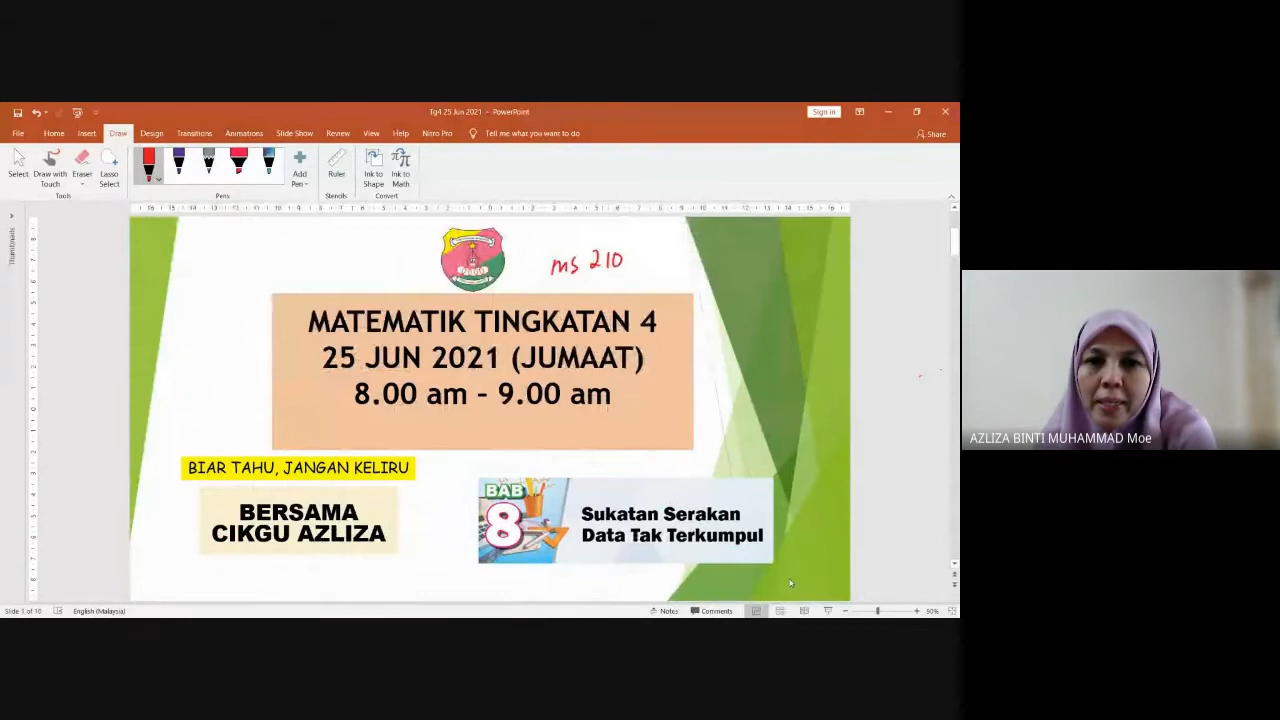 Tg4 25 Jun 2021 - PowerPoint
Sign in
File Home Insert Draw Design Transitions Animations Slide Show Review View Help Nitro Pro Tell me what you want to do
Share
Select
Draw with Touch
Eraser
Lasso Select
Add Pen
Ruler
Ink to Shape
Ink to Math
Tools
Pens
Stencils
Convert
Thumbnails
ms 210
MATEMATIK TINGKATAN 4
25 JUN 2021 (JUMAAT)
8.00 am – 9.00 am
BIAR TAHU, JANGAN KELIRU
BERSAMA
CIKGU AZLIZA
BAB
8
Sukatan Serakan
Data Tak Terkumpul
AZLIZA BINTI MUHAMMAD Moe
Slide 1 of 10
English (Malaysia)
Notes
Comments
50%